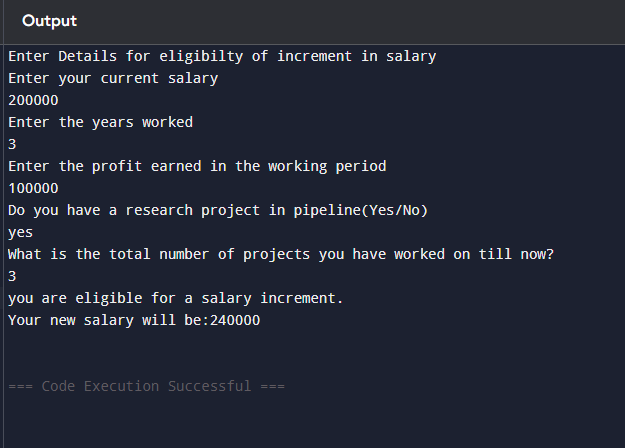 Output
Enter Details for eligibilty of increment in salary
Enter your current salary
200000
Enter the years worked
3
Enter the profit earned in the working period
100000
Do you have a research project in pipeline(Yes/No)
yes
What is the total number of projects you have worked on till now?
3
you are eligible for a salary increment.
Your new salary will be:240000
=== Code Execution Successful ===